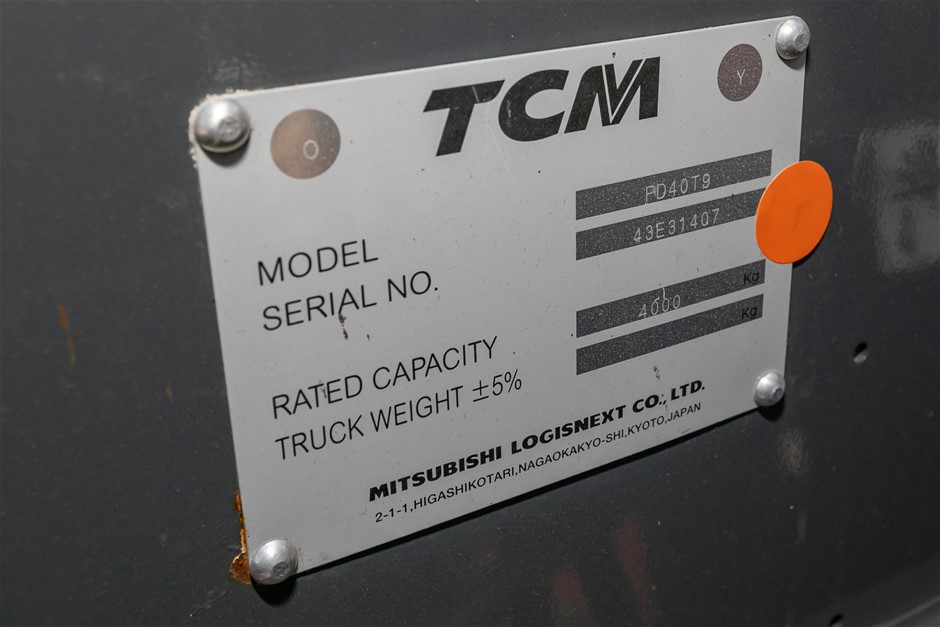 TCM
O
Y
MODEL FD40T9
SERIAL NO. 43E31407
RATED CAPACITY 4000 Kg
TRUCK WEIGHT ±5% Kg
MITSUBISHI LOGISNEXT CO., LTD.
2-1-1,HIGASHIKOTARI,NAGAOKAKYO-SHI,KYOTO,JAPAN